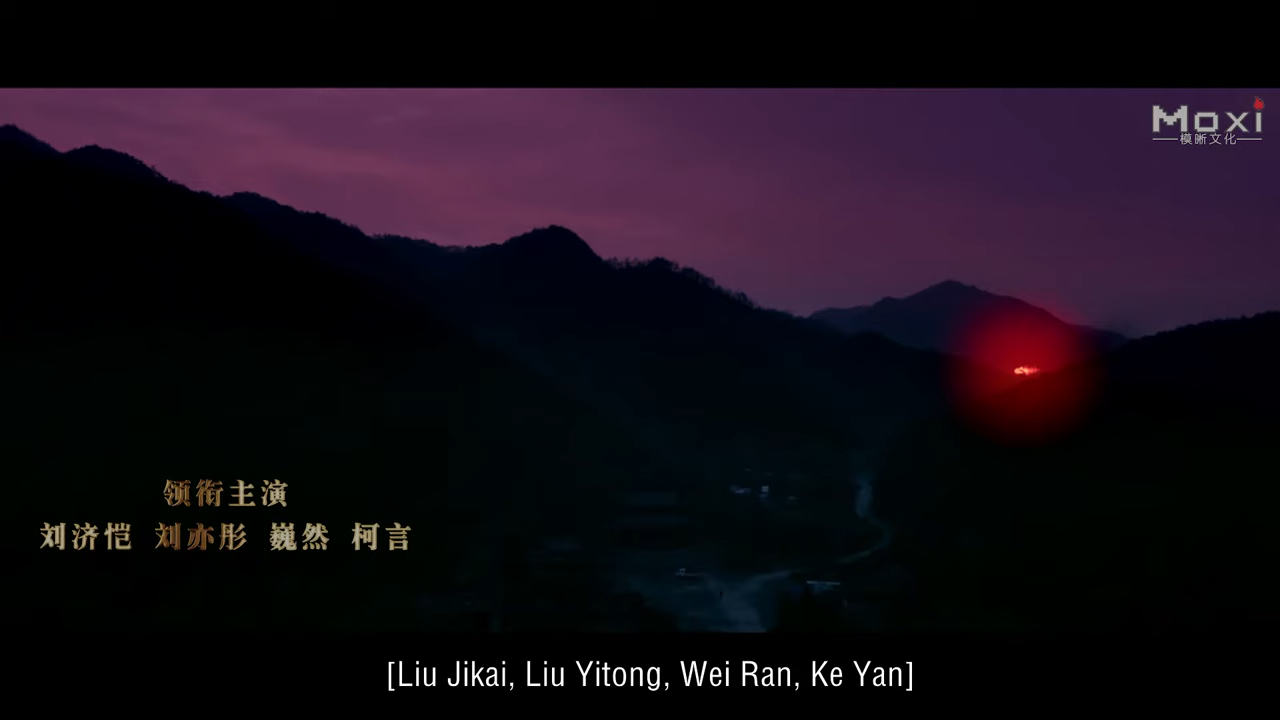 Moxi
模晰文化
领衔主演
刘济恺 刘亦彤 巍然 柯言
[Liu Jikai, Liu Yitong, Wei Ran, Ke Yan]